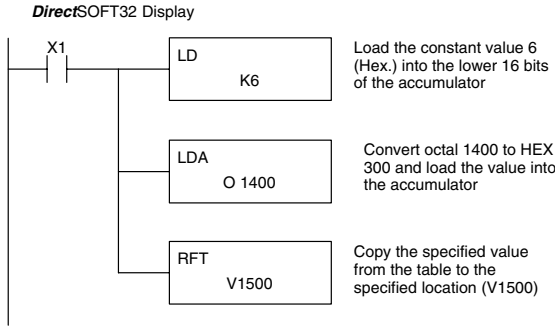 DirectSOFT32 Display
X1
LD
K6
Load the constant value 6
(Hex.) into the lower 16 bits
of the accumulator
LDA
O 1400
Convert octal 1400 to HEX
300 and load the value into
the accumulator
RFT
V1500
Copy the specified value
from the table to the
specified location (V1500)